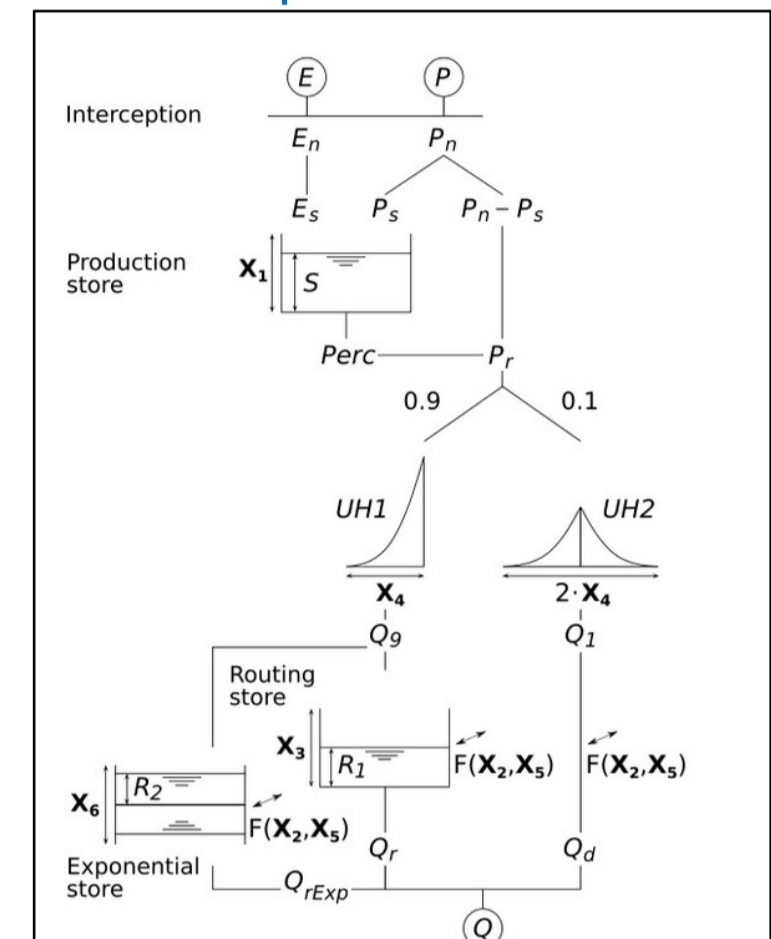 E P
Interception
Eₙ Pₙ
Eₛ Pₛ Pₙ – Pₛ
Production
store
X₁
S
Perc Pᵣ
0.9 0.1
UH1 UH2
X₄ 2·X₄
Q₉ Q₁
Routing
store
X₃
R₁ F(X₂,X₅) F(X₂,X₅)
X₆
R₂
F(X₂,X₅)
Qᵣ Q_d
Exponential
store
Q_rExp
Q